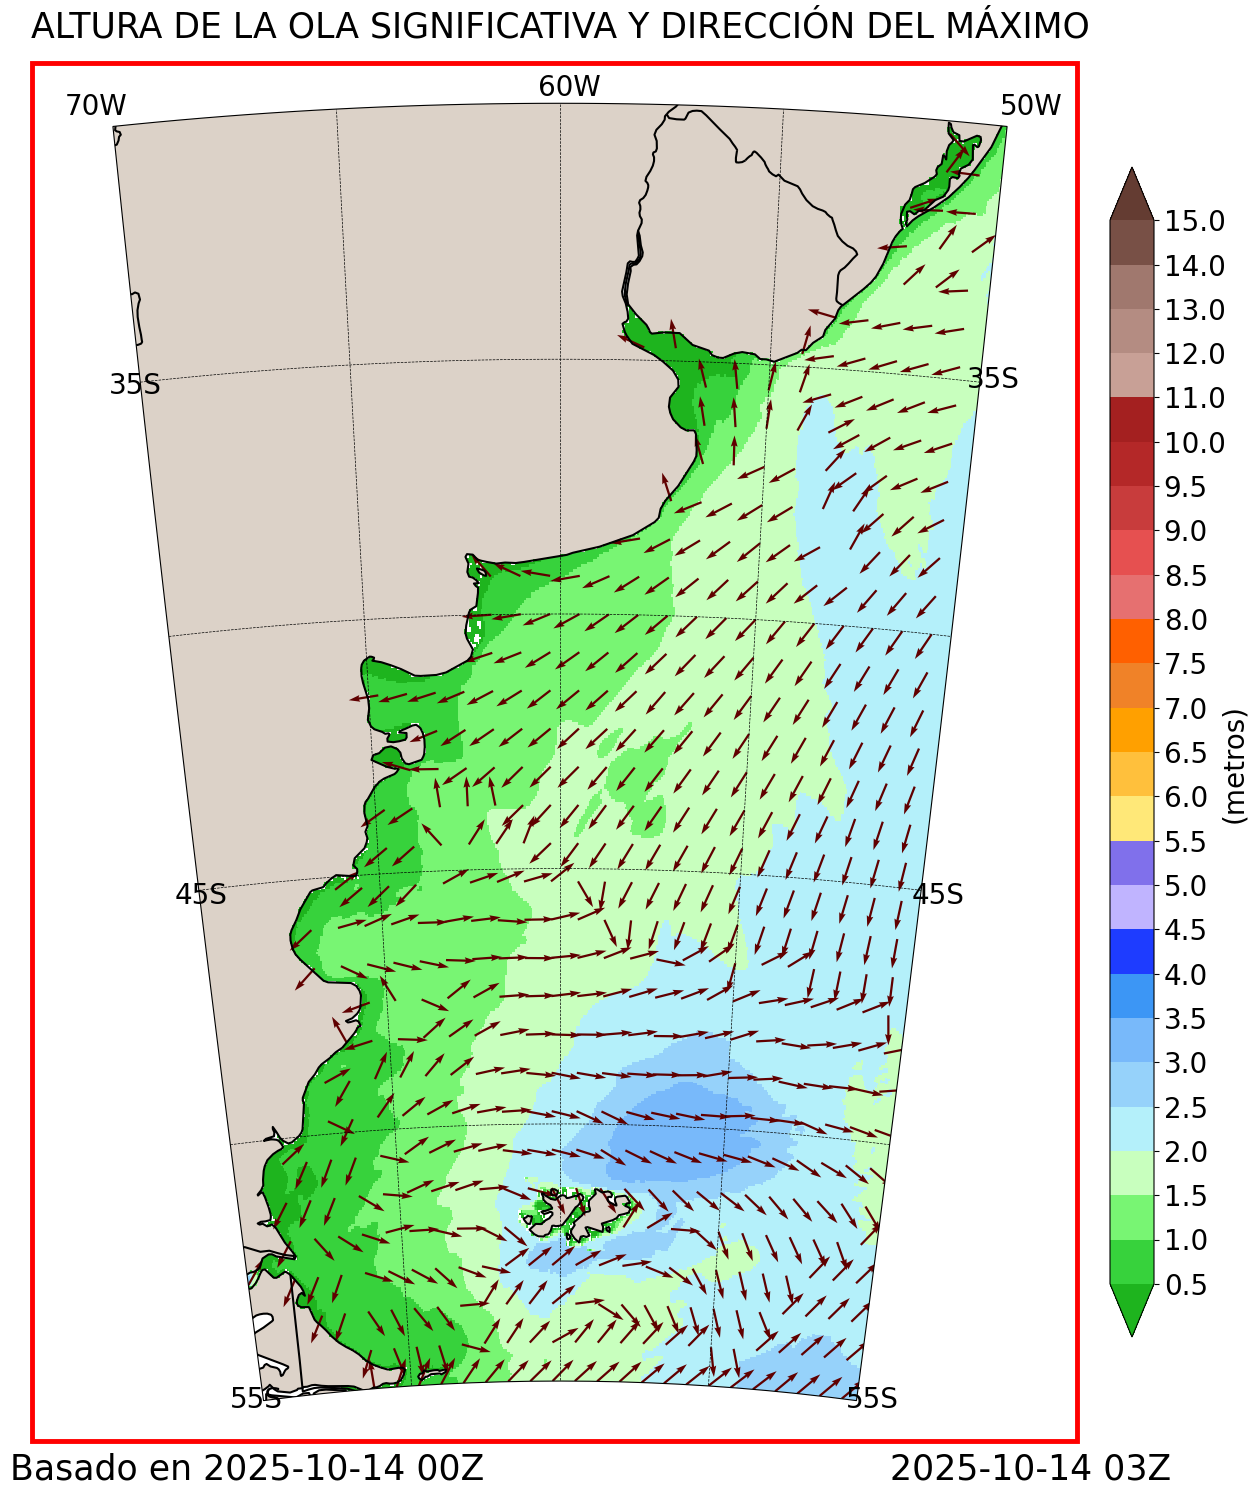 ALTURA DE LA OLA SIGNIFICATIVA Y DIRECCIÓN DEL MÁXIMO
70W
60W
50W
35S
35S
45S
45S
55S
55S
15.0
14.0
13.0
12.0
11.0
10.0
9.5
9.0
8.5
8.0
7.5
7.0
6.5
6.0
5.5
5.0
4.5
4.0
3.5
3.0
2.5
2.0
1.5
1.0
0.5
(metros)
Basado en 2025-10-14 00Z
2025-10-14 03Z